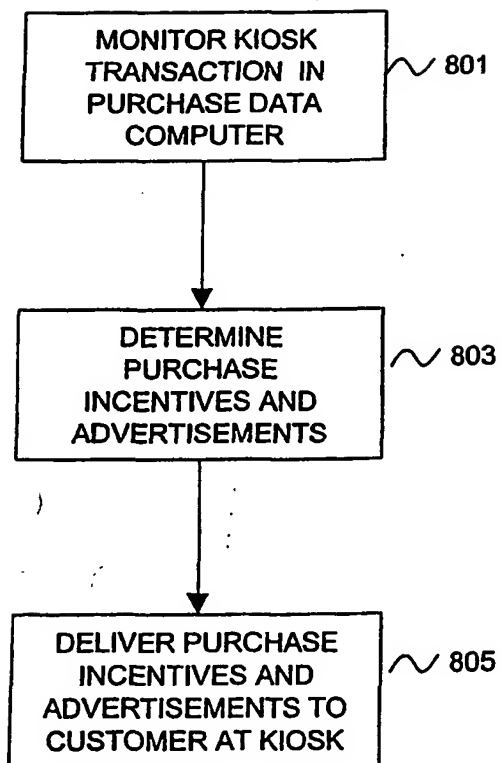 MONITOR KIOSK
TRANSACTION IN
PURCHASE DATA
COMPUTER
801
DETERMINE
PURCHASE
INCENTIVES AND
ADVERTISEMENTS
803
DELIVER PURCHASE
INCENTIVES AND
ADVERTISEMENTS TO
CUSTOMER AT KIOSK
805